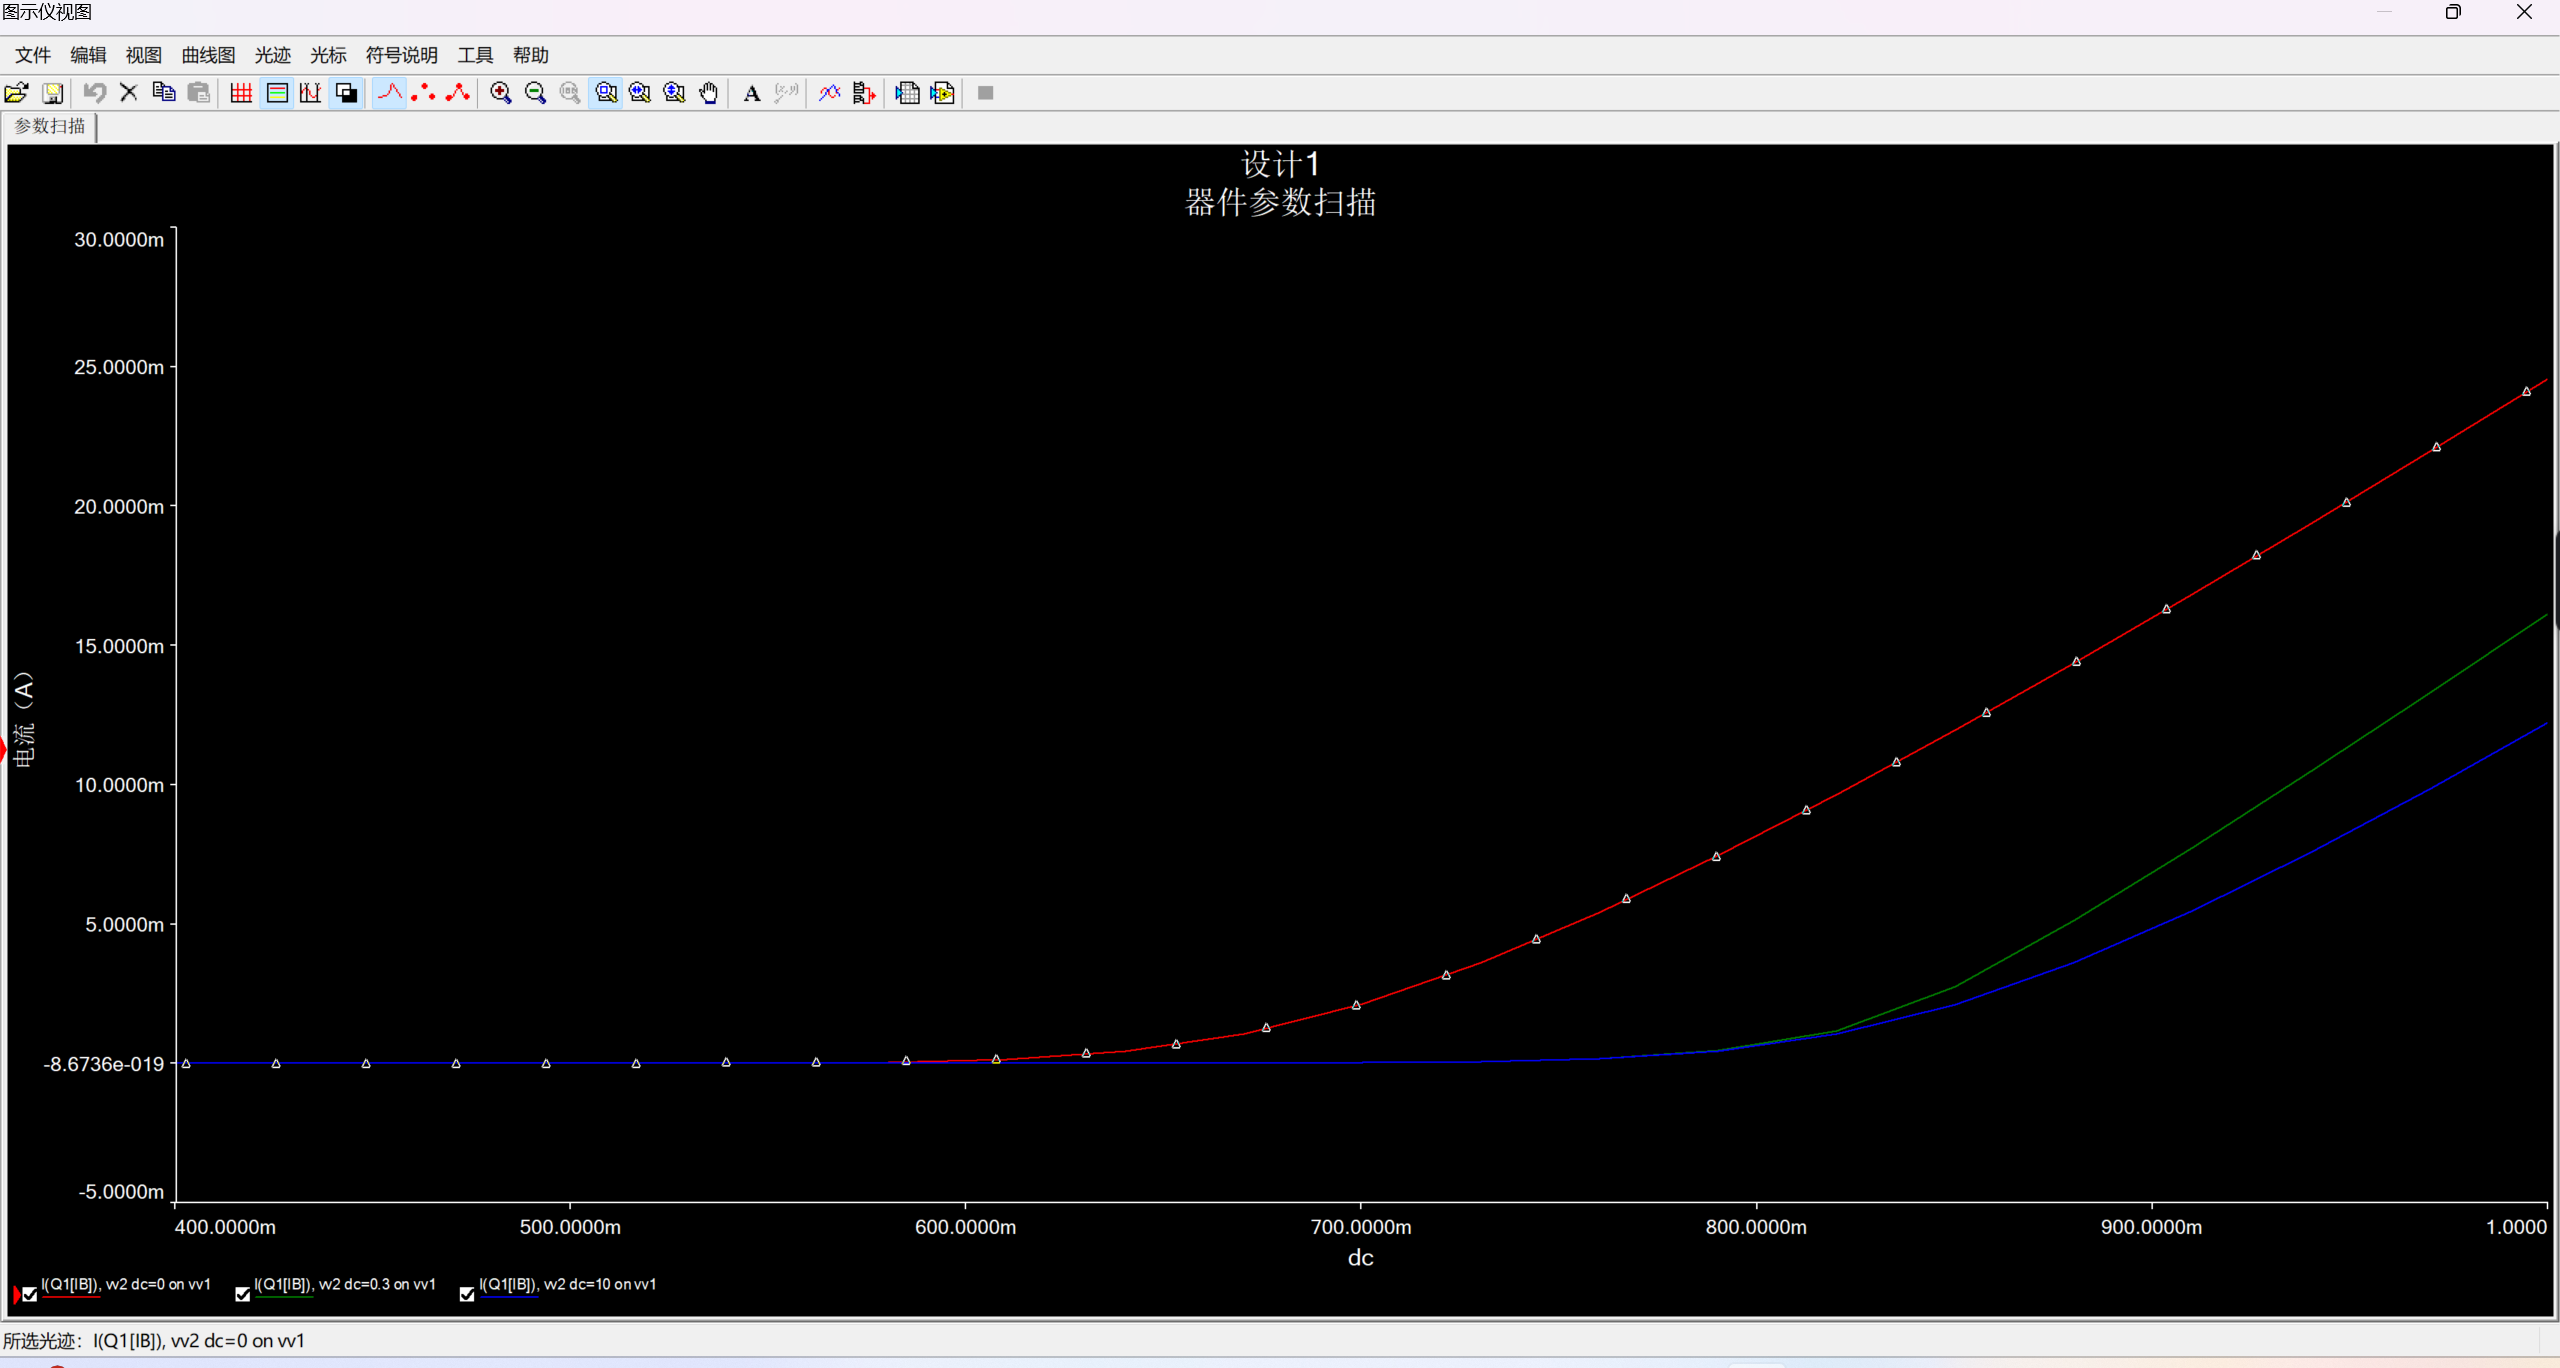 图示仪视图
文件 编辑 视图 曲线图 光迹 光标 符号说明 工具 帮助
参数扫描
设计1
器件参数扫描
30.0000m
25.0000m
20.0000m
15.0000m
10.0000m
5.0000m
-8.6736e-019
-5.0000m
电流（A）
400.0000m 500.0000m 600.0000m 700.0000m 800.0000m 900.0000m 1.0000
dc
I(Q1[IB]), vv2 dc=0 on vv1 I(Q1[IB]), vv2 dc=0.3 on vv1 I(Q1[IB]), vv2 dc=10 on vv1
所选光迹：I(Q1[IB]), vv2 dc=0 on vv1